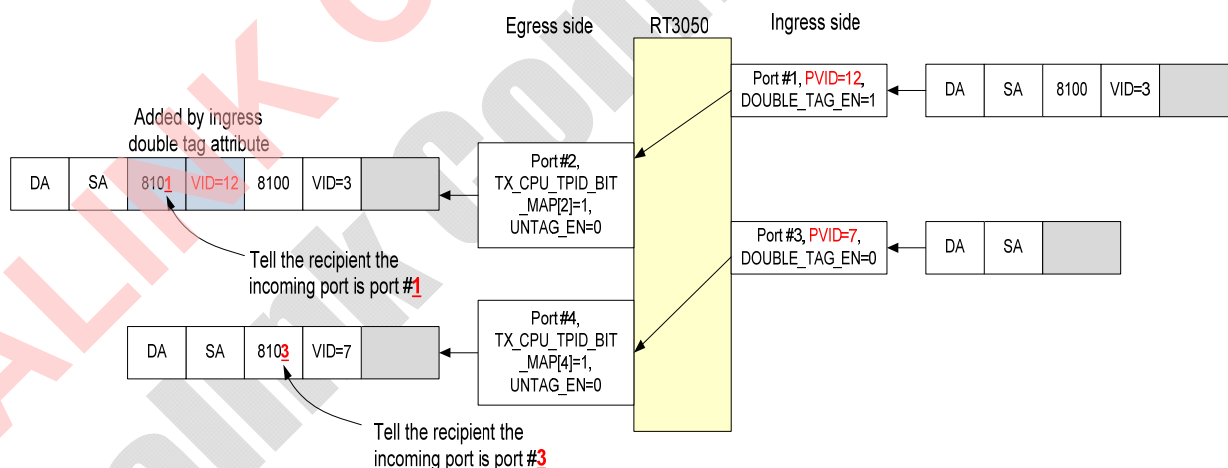 Egress side
RT3050
Ingress side
Port #1, PVID=12,
DOUBLE_TAG_EN=1
DA
SA
8100
VID=3
Added by ingress
double tag attribute
DA
SA
8101
VID=12
8100
VID=3
Port #2,
TX_CPU_TPID_BIT
_MAP[2]=1,
UNTAG_EN=0
Tell the recipient the
incoming port is port #1
Port #3, PVID=7,
DOUBLE_TAG_EN=0
DA
SA
DA
SA
8103
VID=7
Port #4,
TX_CPU_TPID_BIT
_MAP[4]=1,
UNTAG_EN=0
Tell the recipient the
incoming port is port #3